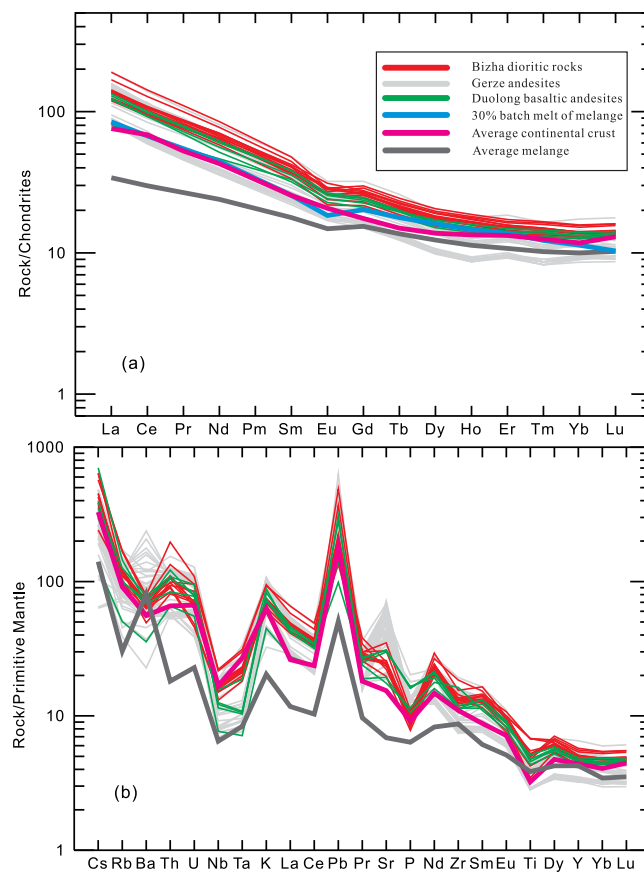 Bizha dioritic rocks
Gerze andesites
Duolong basaltic andesites
30% batch melt of melange
Average continental crust
Average melange
100
10
1
Rock/Chondrites
(a)
La Ce Pr Nd Pm Sm Eu Gd Tb Dy Ho Er Tm Yb Lu
1000
100
10
1
Rock/Primitive Mantle
(b)
Cs Rb Ba Th U Nb Ta K La Ce Pb Pr Sr P Nd Zr Sm Eu Ti Dy Y Yb Lu